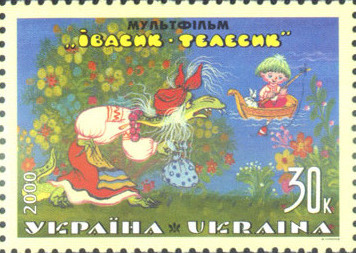 МУЛЬТФІЛЬМ
„ІВАСИК · ТЕЛЕСИК"
2000
30к
УКРАЇНА UKRAINA